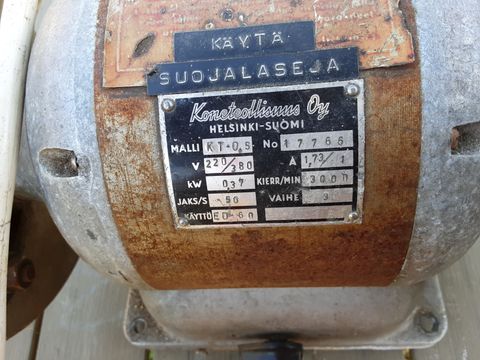 KÄYTÄ
SUOJALASEJA
Koneteollisuus Oy
HELSINKI-SUOMI
MALLI KT-0,5 No 17766
V 220/380 A 1,73/1
kW 0,37 KIERR/MIN 3000
JAKS/S 50 VAIHE 3
KÄYTTÖ ED-60